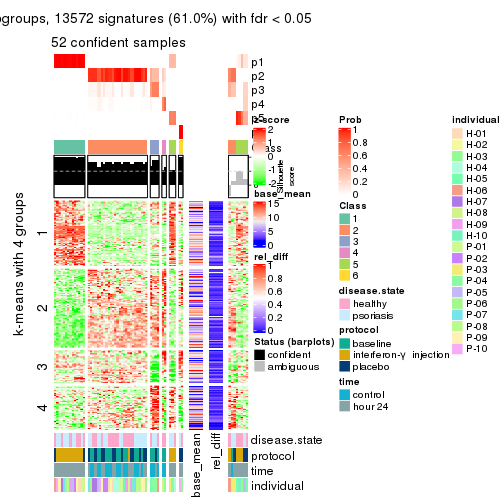 ogroups, 13572 signatures (61.0%) with fdr < 0.05
52 confident samples
p1
p2
p3
p4
p5
z-score
2
1
0
-1
-2
Silhouette
score
base_mean
15
10
5
0
rel_diff
1
0.8
0.6
0.4
0.2
0
Status (barplots)
confident
ambiguous
Prob
1
0.8
0.6
0.4
0.2
0
Class
1
2
3
4
5
6
disease.state
healthy
psoriasis
protocol
baseline
interferon-γ injection
placebo
time
control
hour 24
individual
H-01
H-02
H-03
H-04
H-05
H-06
H-07
H-08
H-09
H-10
P-01
P-02
P-03
P-04
P-05
P-06
P-07
P-08
P-09
P-10
k-means with 4 groups
1
2
3
4
base_mean
rel_diff
disease.state
protocol
time
individual